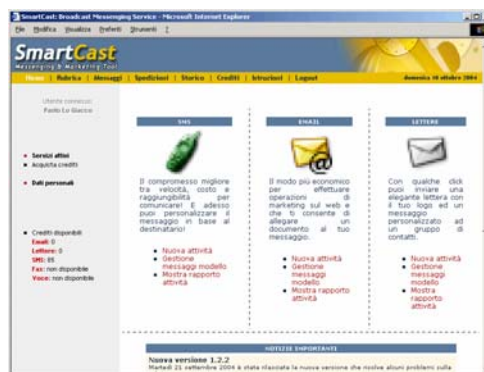 SmartCast: Broadcast Messenging Service - Microsoft Internet Explorer
File Modifica Visualizza Preferiti Strumenti ?
SmartCast
Messenging & Marketing Tool
Home | Rubrica | Messaggi | Spedizioni | Storico | Crediti | Istruzioni | Logout
domenica 10 ottobre 2004
Utente connesso:
Paolo Lo Giacco
Servizi attivi
Acquista crediti
Dati personali
Crediti disponibili
Email: 0
Lettere: 0
SMS: 85
Fax: non disponibile
Voce: non disponibile
SMS
Il compromesso migliore
tra velocità, costo e
raggiungibilità per
comunicare! E adesso
puoi personalizzare il
messaggio in base al
destinatario!
Nuova attività
Gestione
messaggi modello
Mostra rapporto
attività
EMAIL
Il modo più economico
per effettuare
operazioni di
marketing sul web e
che ti consente di
allegare un
documento al tuo
messaggio.
Nuova attività
Gestione
messaggi modello
Mostra rapporto
attività
LETTERE
Con qualche click
puoi inviare una
elegante lettera con
il tuo logo ed un
messaggio
personalizzato ad
un gruppo di
contatti.
Nuova attività
Gestione
messaggi modello
Mostra rapporto
attività
NOTIZIE IMPORTANTI
Nuova versione 1.2.2
Martedì 21 settembre 2004 è stata rilasciata la nuova versione che risolve alcuni problemi sulla